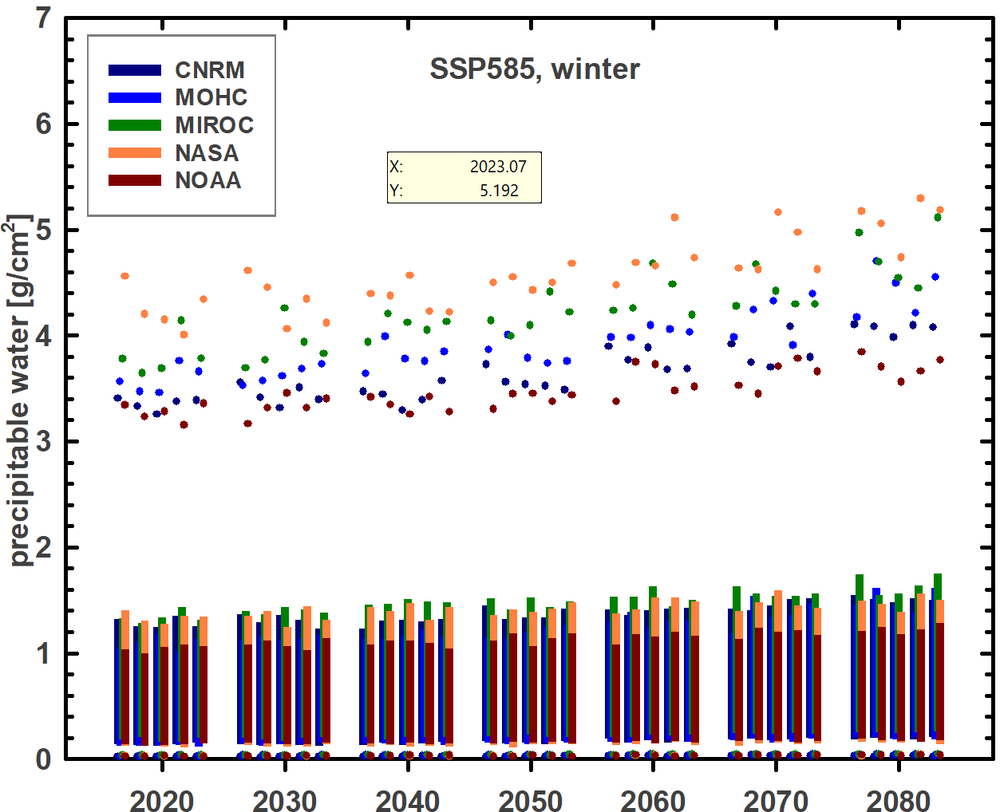 SSP585, winter
CNRM
MOHC
MIROC
NASA
NOAA
X: 2023.07
Y: 5.192
precipitable water [g/cm²]
7
6
5
4
3
2
1
0
2020 2030 2040 2050 2060 2070 2080